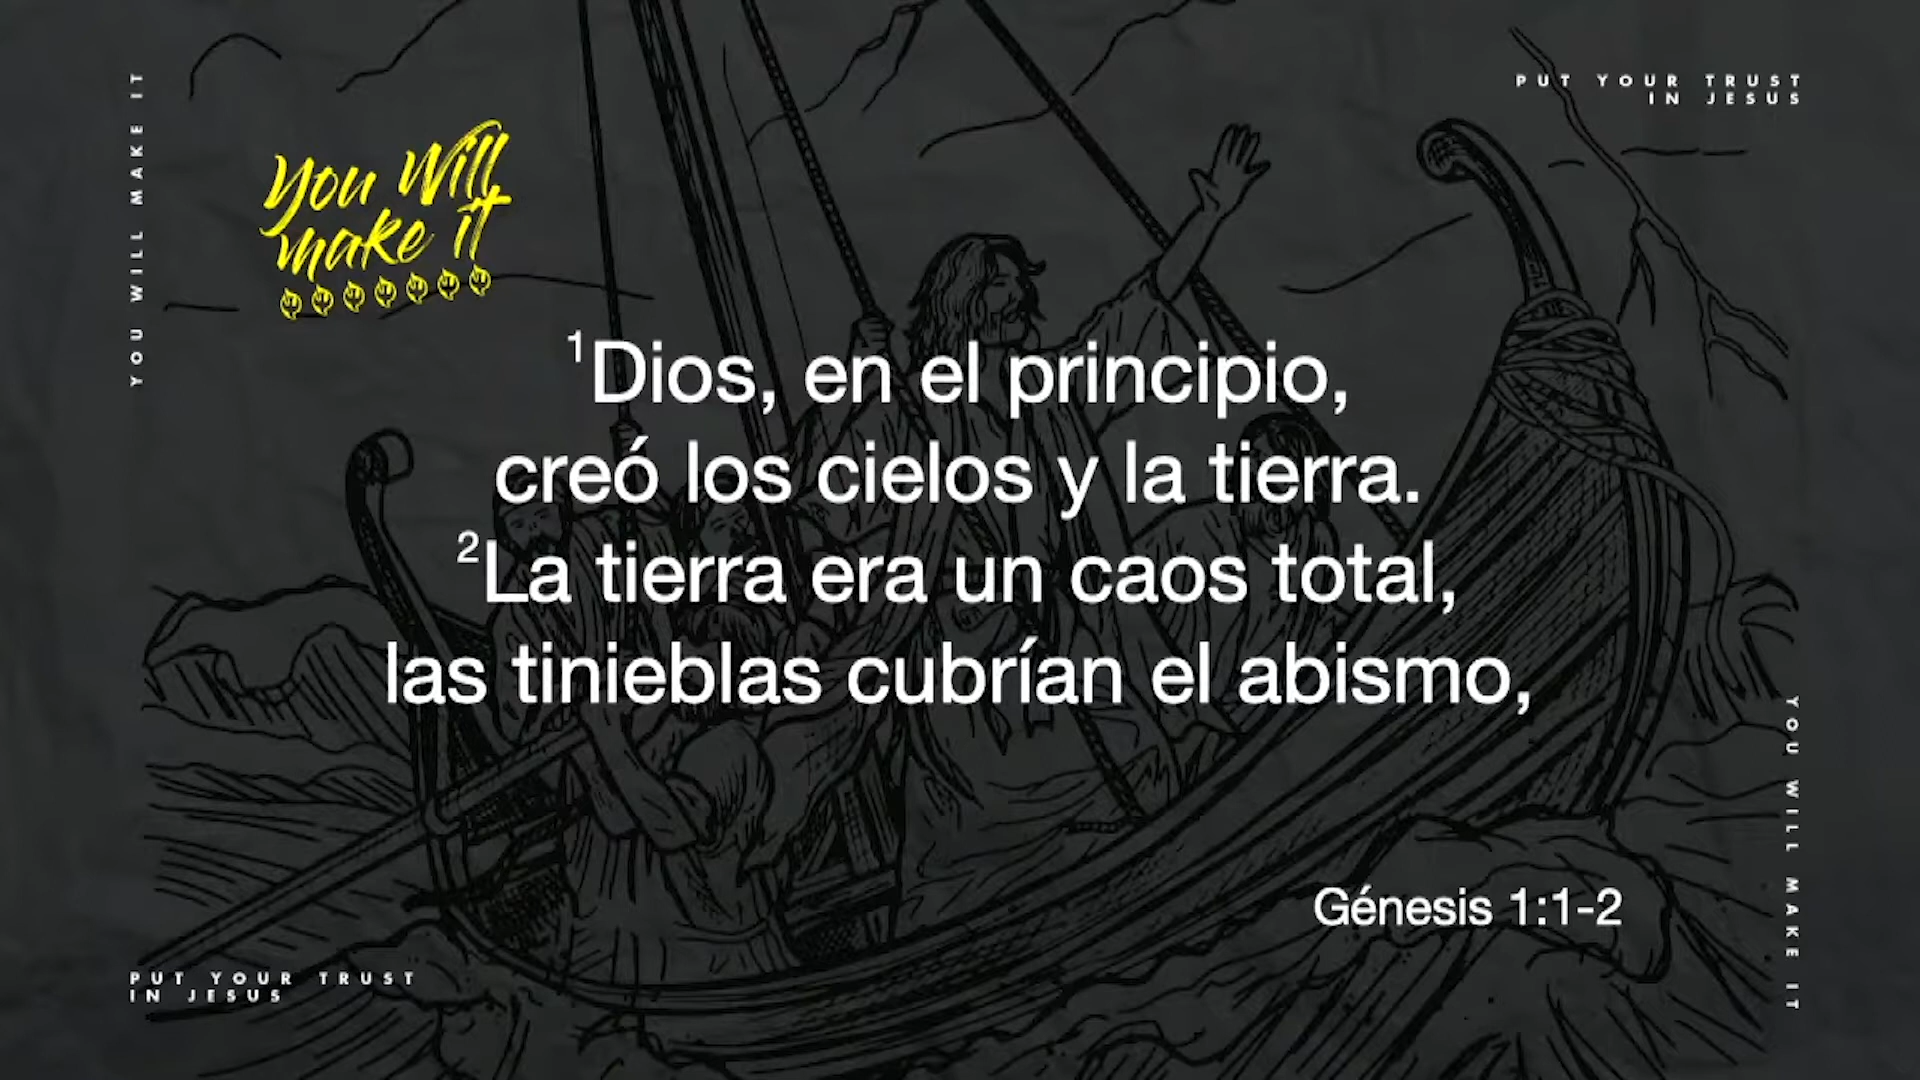 YOU WILL MAKE IT
PUT YOUR TRUST
IN JESUS
You Will
make it
¹Dios, en el principio,
creó los cielos y la tierra.
²La tierra era un caos total,
las tinieblas cubrían el abismo,
Génesis 1:1-2
PUT YOUR TRUST
IN JESUS
YOU WILL MAKE IT